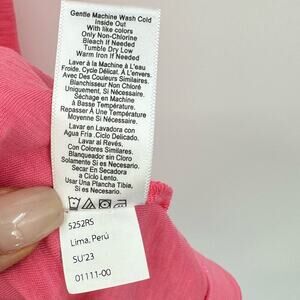 Gentle Machine Wash Cold
Inside Out
With like colors
Only Non-Chlorine
Bleach If Needed
Tumble Dry Low
Warm Iron If Needed
Laver à la Machine à L'eau
Froide. Cycle Délicat. À L'envers.
Avec Des Couleurs Similaires.
Blanchisseur Non Chloré
Uniquement, Si Nécessaire.
Séchage en Machine
à Basse Température.
Repasser À Une Température
Moyenne, Si Nécessaire.
Lavar en Lavadora con
Agua Fría .Ciclo Delicado.
Lavar al Revés.
Con Colores Similares.
Blanqueador sin Cloro
Solamente Si es Necesario.
Secar En Secadora
a Ciclo Lento.
Usar Una Plancha Tibia,
Si es Necesario.
5252RS
Lima, Perú
SU'23
01111-00